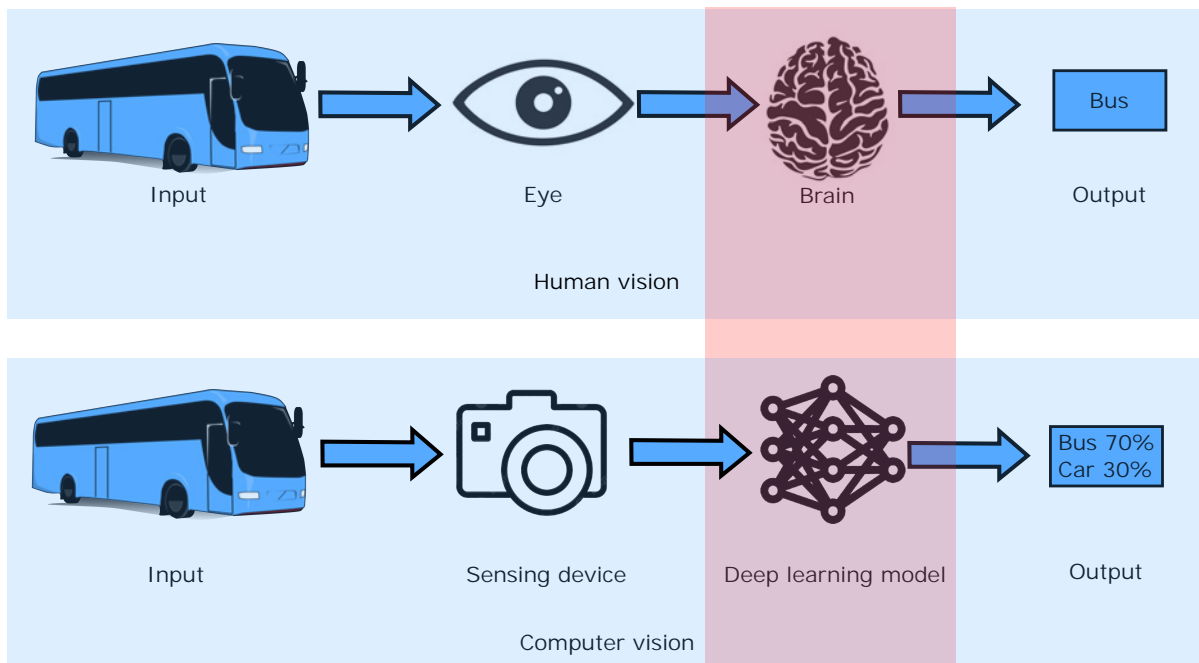 Bus
Input
Eye
Brain
Output
Human vision
Bus 70%
Car 30%
Input
Sensing device
Deep learning model
Output
Computer vision